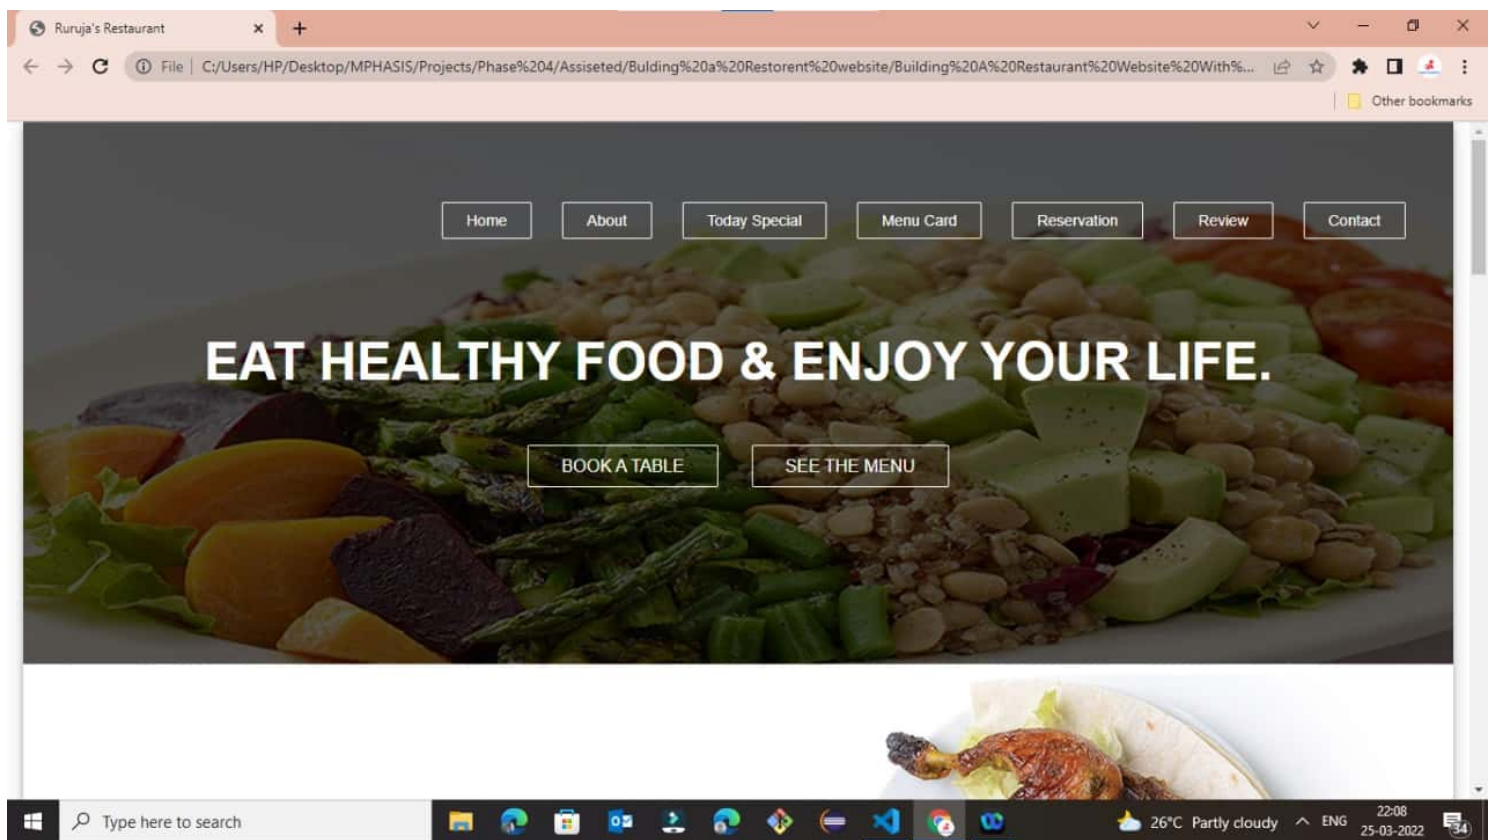 Ruruja's Restaurant
File C:/Users/HP/Desktop/MPHASIS/Projects/Phase%204/Assiseted/Bulding%20a%20Restorent%20website/Building%20A%20Restaurant%20Website%20With%...
Other bookmarks
Home About Today Special Menu Card Reservation Review Contact
EAT HEALTHY FOOD & ENJOY YOUR LIFE.
BOOK A TABLE SEE THE MENU
Type here to search 26°C Partly cloudy ENG 22:08
25-03-2022 34